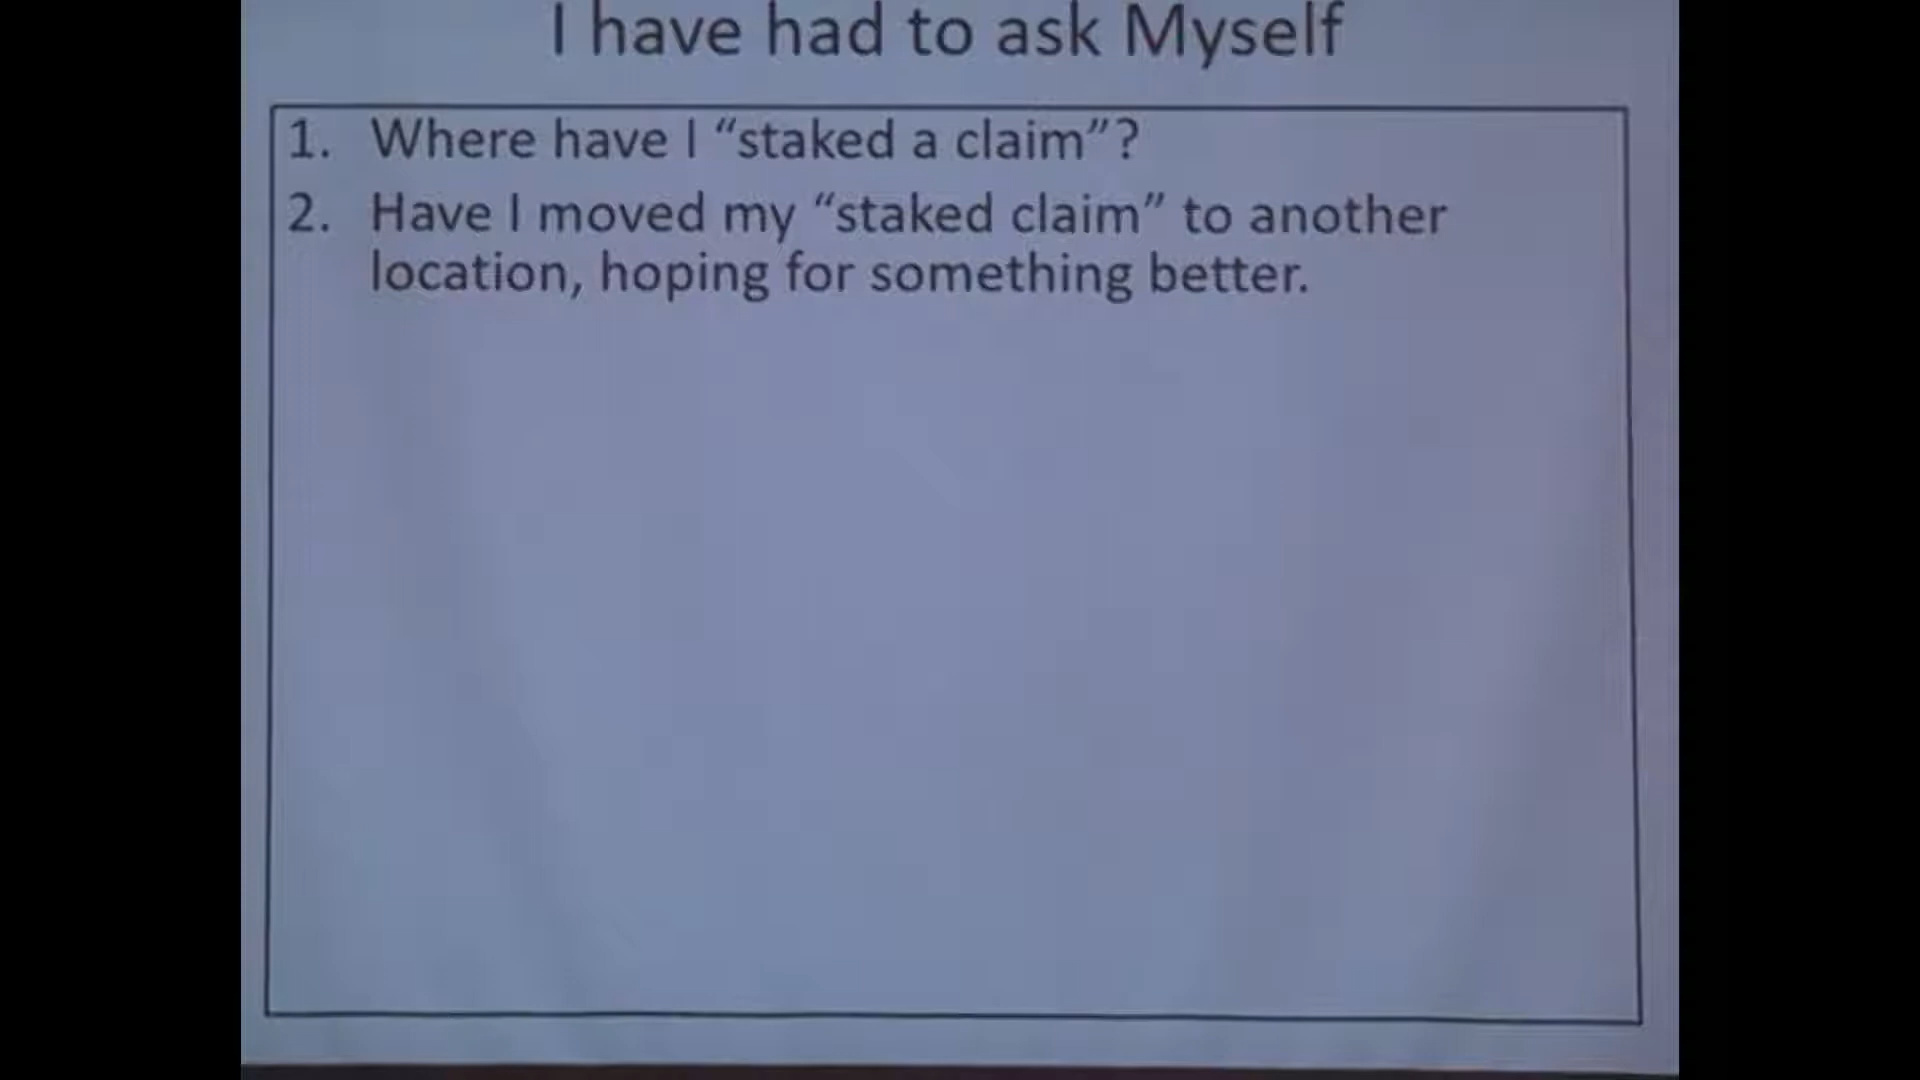 I have had to ask Myself
1. Where have I “staked a claim”?
2. Have I moved my “staked claim” to another
location, hoping for something better.